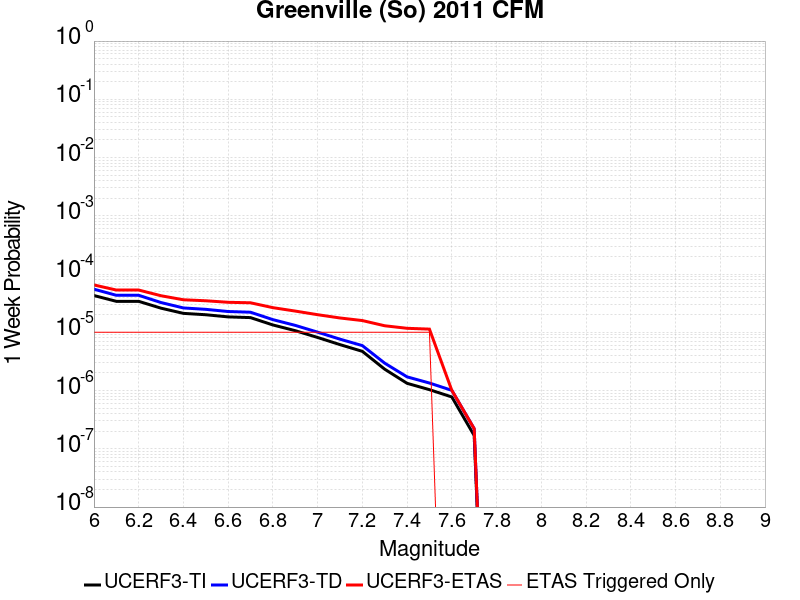 Greenville (So) 2011 CFM
1 Week Probability
10^0
10^-1
10^-2
10^-3
10^-4
10^-5
10^-6
10^-7
10^-8
6 6.2 6.4 6.6 6.8 7 7.2 7.4 7.6 7.8 8 8.2 8.4 8.6 8.8 9
Magnitude
UCERF3-TI UCERF3-TD UCERF3-ETAS ETAS Triggered Only